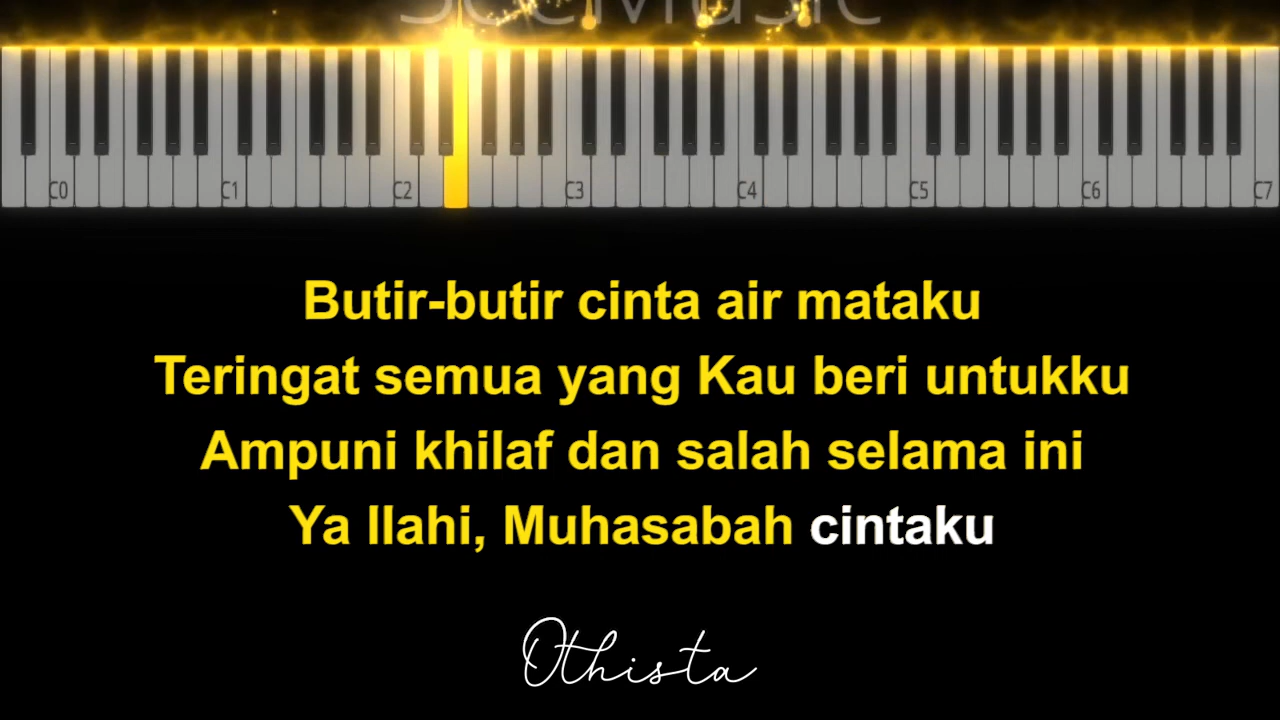 SeeMusic
C0 C1 C2 C3 C4 C5 C6 C7
Butir-butir cinta air mataku
Teringat semua yang Kau beri untukku
Ampuni khilaf dan salah selama ini
Ya Ilahi, Muhasabah cintaku
Othista